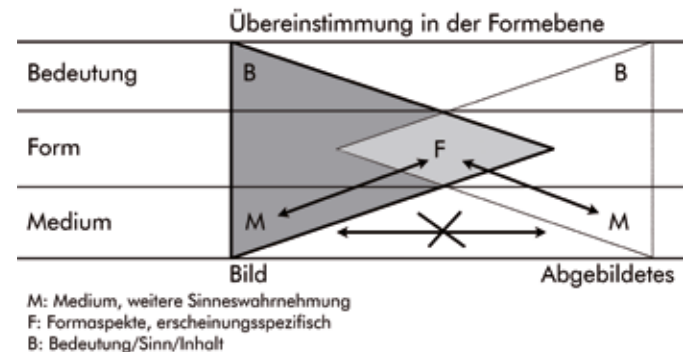 Übereinstimmung in der Formebene
Bedeutung B B
Form F
Medium M M
Bild Abgebildetes
M: Medium, weitere Sinneswahrnehmung
F: Formaspekte, erscheinungsspezifisch
B: Bedeutung/Sinn/Inhalt